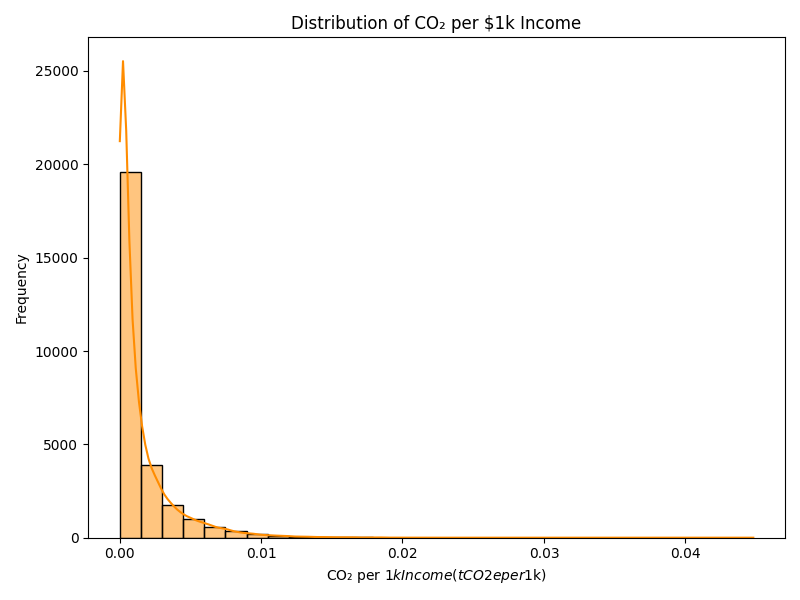 Distribution of CO₂ per $1k Income
25000
20000
15000
10000
5000
0
Frequency
0.00 0.01 0.02 0.03 0.04
CO₂ per 1kIncome(tCO2eper1k)